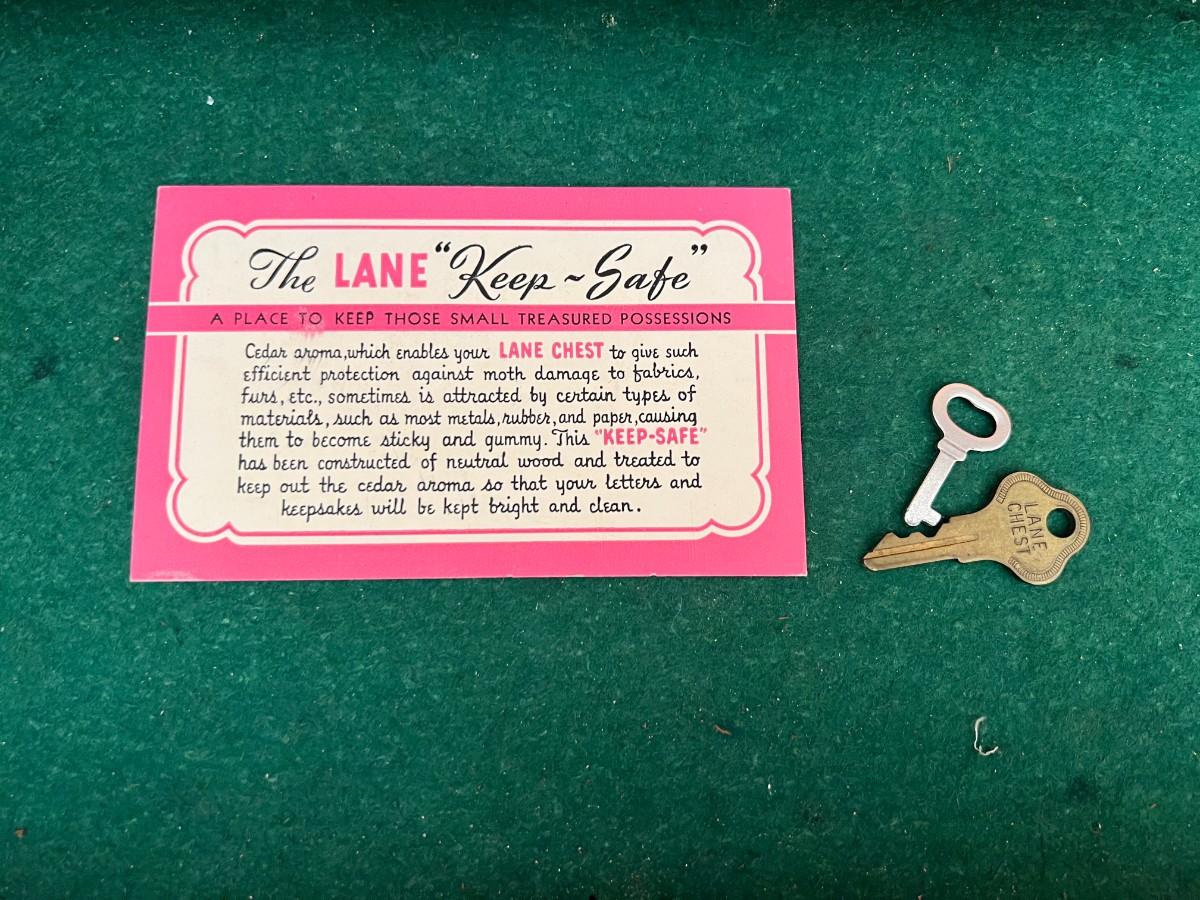 The LANE "Keep~Safe"
A PLACE TO KEEP THOSE SMALL TREASURED POSSESSIONS
Cedar aroma, which enables your LANE CHEST to give such
efficient protection against moth damage to fabrics,
furs, etc., sometimes is attracted by certain types of
materials, such as most metals, rubber, and paper, causing
them to become sticky and gummy. This "KEEP-SAFE"
has been constructed of neutral wood and treated to
keep out the cedar aroma so that your letters and
keepsakes will be kept bright and clean.
LANE
CHEST